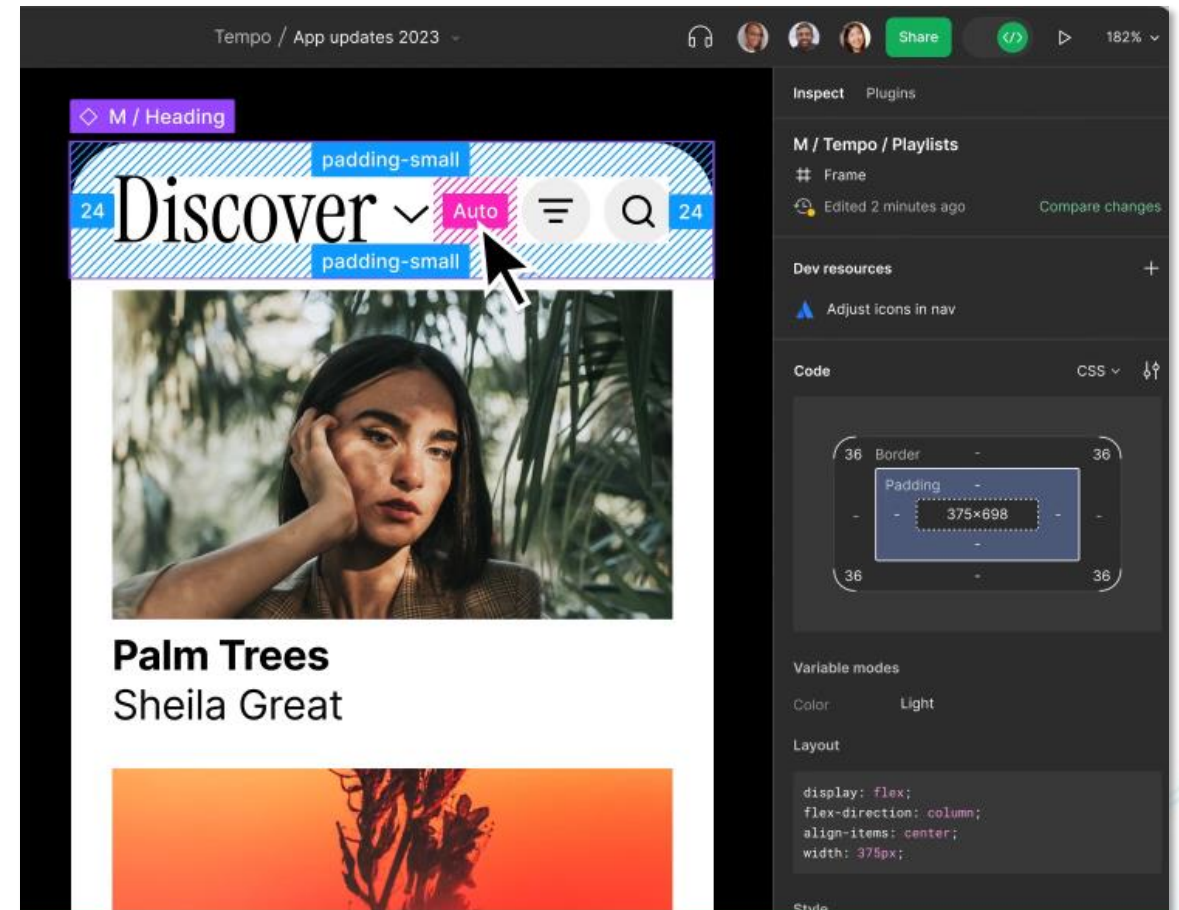 Tempo / App updates 2023
Share
</>
182%
Inspect Plugins
M / Heading
padding-small
24
Discover
Auto
24
padding-small
Palm Trees
Sheila Great
M / Tempo / Playlists
Frame
Edited 2 minutes ago Compare changes
Dev resources
Adjust icons in nav
Code CSS
36 Border - 36
Padding -
- - 375×698 - -
-
36 - 36
Variable modes
Color Light
Layout
display: flex;
flex-direction: column;
align-items: center;
width: 375px;
Style